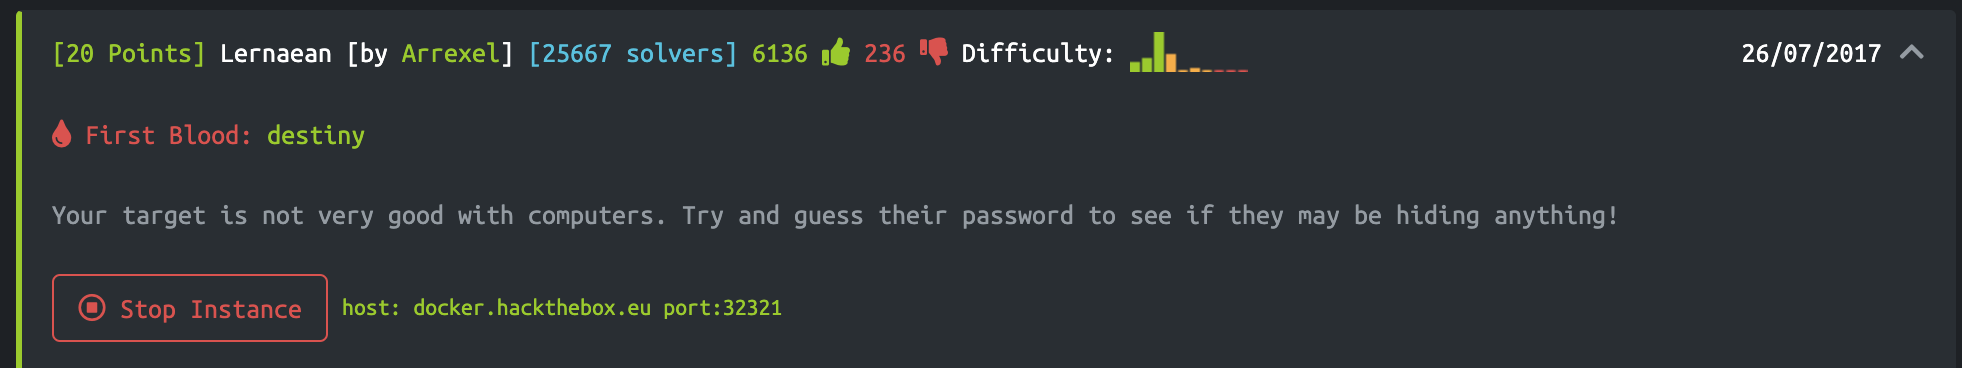 [20 Points] Lernaean [by Arrexel] [25667 solvers] 6136 236 Difficulty: 26/07/2017
First Blood: destiny
Your target is not very good with computers. Try and guess their password to see if they may be hiding anything!
Stop Instance host: docker.hackthebox.eu port:32321